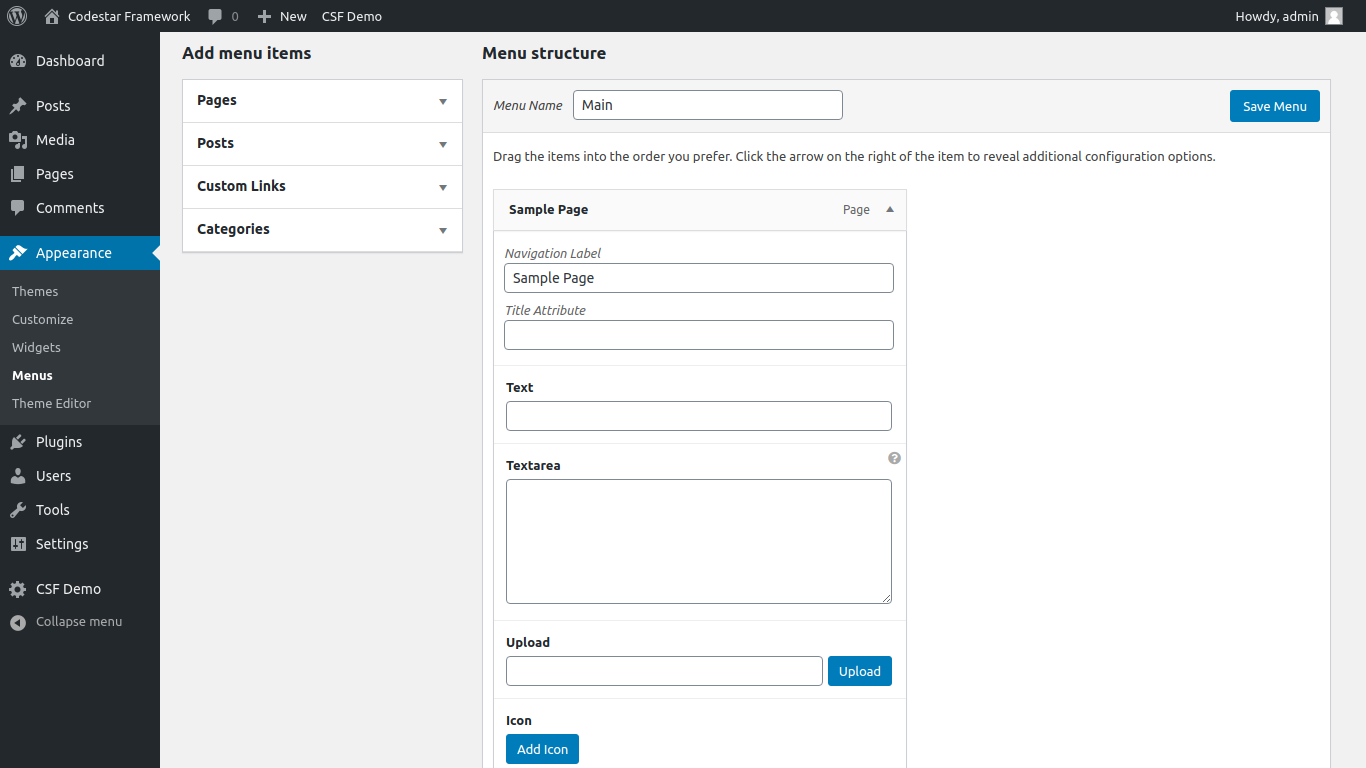 Codestar Framework 0 New CSF Demo Howdy, admin
Dashboard
Posts
Media
Pages
Comments
Appearance
Themes
Customize
Widgets
Menus
Theme Editor
Plugins
Users
Tools
Settings
CSF Demo
Collapse menu
Add menu items
Pages
Posts
Custom Links
Categories
Menu structure
Menu Name Main Save Menu
Drag the items into the order you prefer. Click the arrow on the right of the item to reveal additional configuration options.
Sample Page Page
Navigation Label
Sample Page
Title Attribute
Text
Textarea
Upload
Upload
Icon
Add Icon